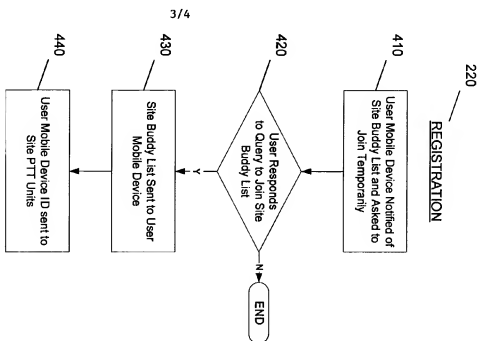 3/4
220
REGISTRATION
410
User Mobile Device Notified of
Site Buddy List and Asked to
Join Temporarily
420
User Responds
to Query to Join Site
Buddy List
N
END
Y
430
Site Buddy List Sent to User
Mobile Device
440
User Mobile Device ID sent to
Site PTT Units